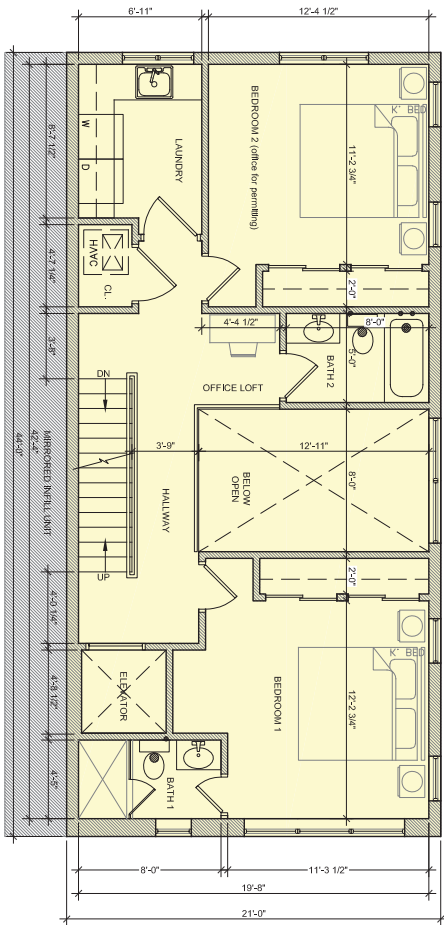 6'-11"
12'-4 1/2"
W
D
LAUNDRY
BEDROOM 2 (office for permitting)
K. BED
11'-2 3/4"
6'-7 1/2"
HVAC
CL.
4'-7 1/4"
2'-0"
4'-4 1/2"
8'-0"
BATH 2
5'-0"
3'-8"
DN
OFFICE LOFT
3'-9"
12'-11"
HALLWAY
OPEN
BELOW
8'-0"
UP
MIRRORED INFILL UNIT
42'-4"
44'-0"
2'-0"
4'-0 1/4"
K. BED
ELEVATOR
BEDROOM 1
12'-2 3/4"
4'-8 1/2"
BATH 1
4'-5"
8'-0"
11'-3 1/2"
19'-8"
21'-0"